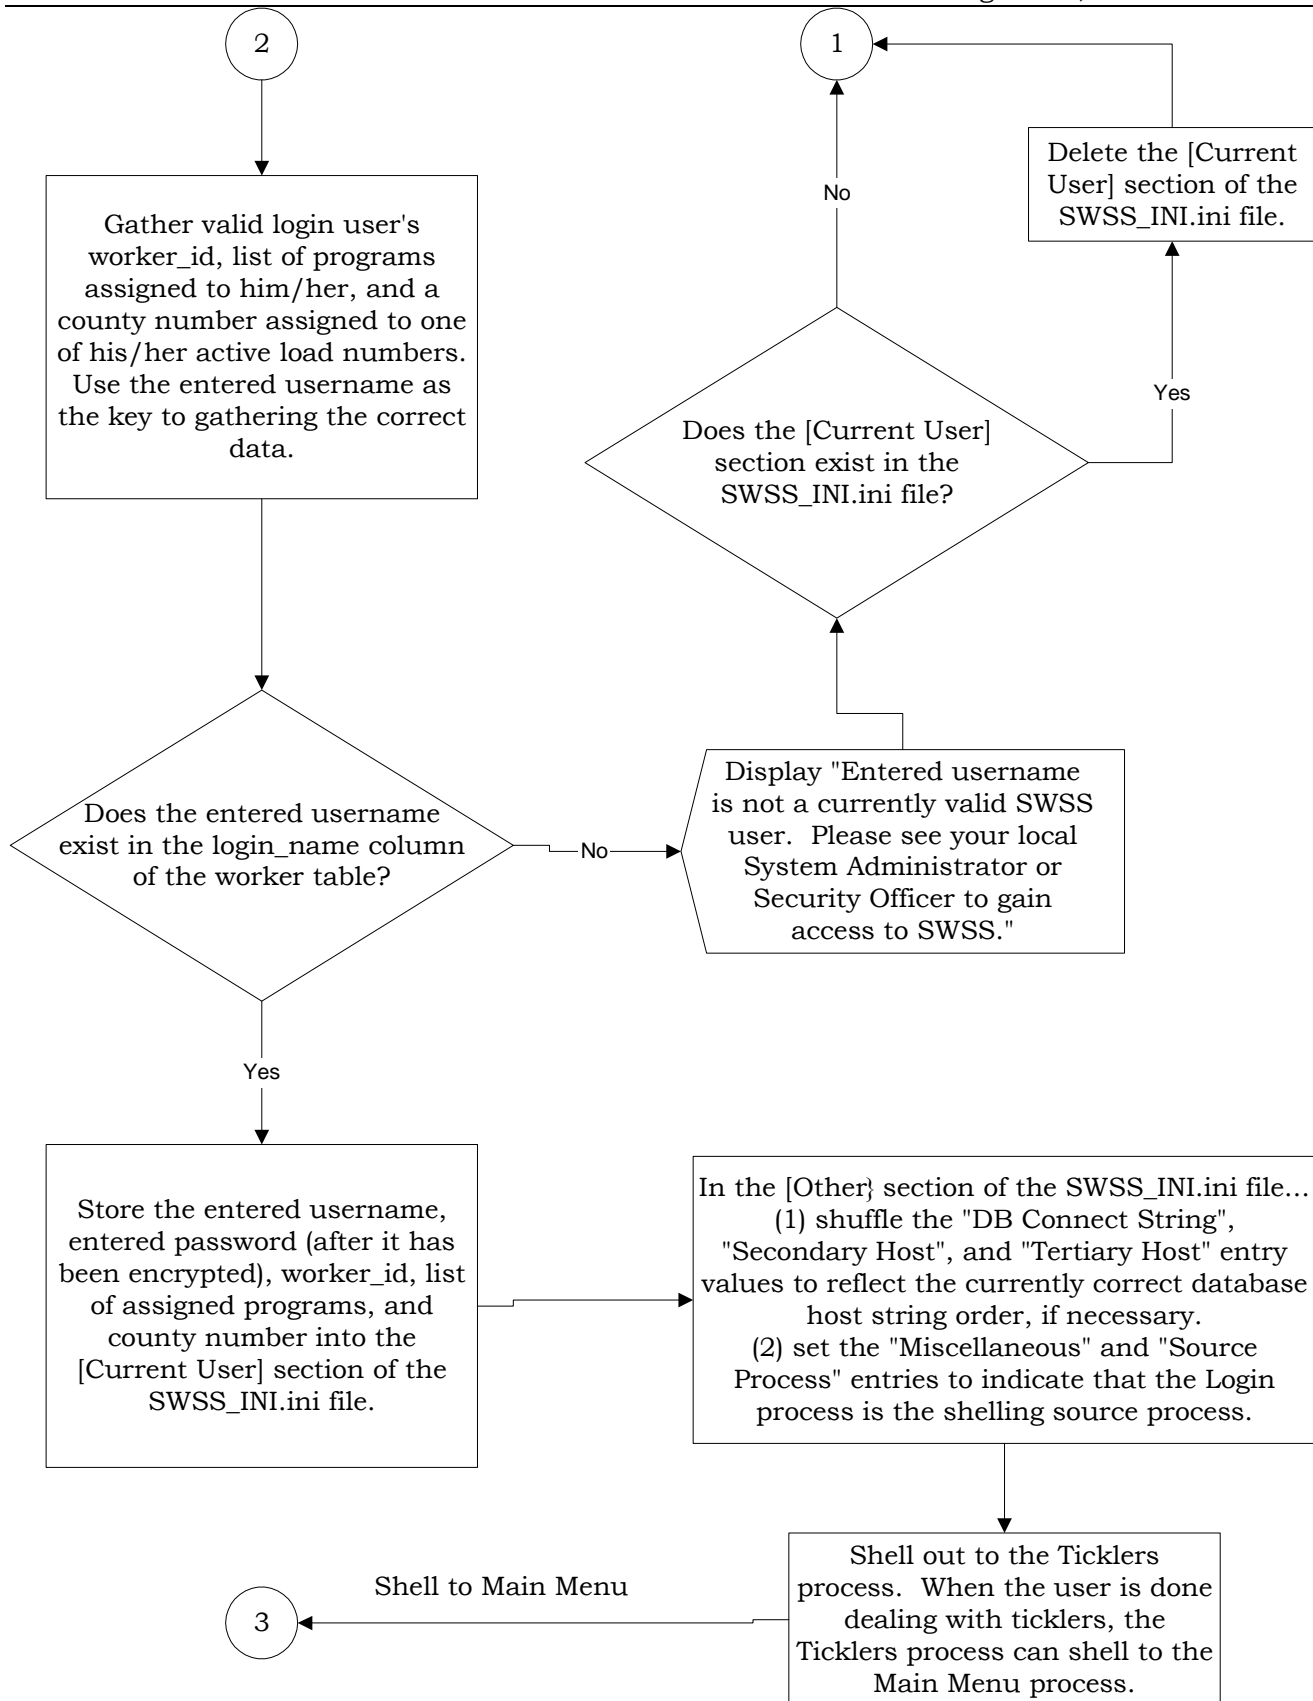 2
1
Delete the [Current
User] section of the
SWSS_INI.ini file.
No
Gather valid login user's
worker_id, list of programs
assigned to him/her, and a
county number assigned to one
of his/her active load numbers.
Use the entered username as
the key to gathering the correct
data.
Yes
Does the [Current User]
section exist in the
SWSS_INI.ini file?
Does the entered username
exist in the login_name column
of the worker table?
No
Display "Entered username
is not a currently valid SWSS
user.  Please see your local
System Administrator or
Security Officer to gain
access to SWSS."
Yes
Store the entered username,
entered password (after it has
been encrypted), worker_id, list
of assigned programs, and
county number into the
[Current User] section of the
SWSS_INI.ini file.
In the [Other} section of the SWSS_INI.ini file...
(1) shuffle the "DB Connect String",
"Secondary Host", and "Tertiary Host" entry
values to reflect the currently correct database
host string order, if necessary.
(2) set the "Miscellaneous" and "Source
Process" entries to indicate that the Login
process is the shelling source process.
Shell out to the Ticklers
process.  When the user is done
dealing with ticklers, the
Ticklers process can shell to the
Main Menu process.
Shell to Main Menu
3